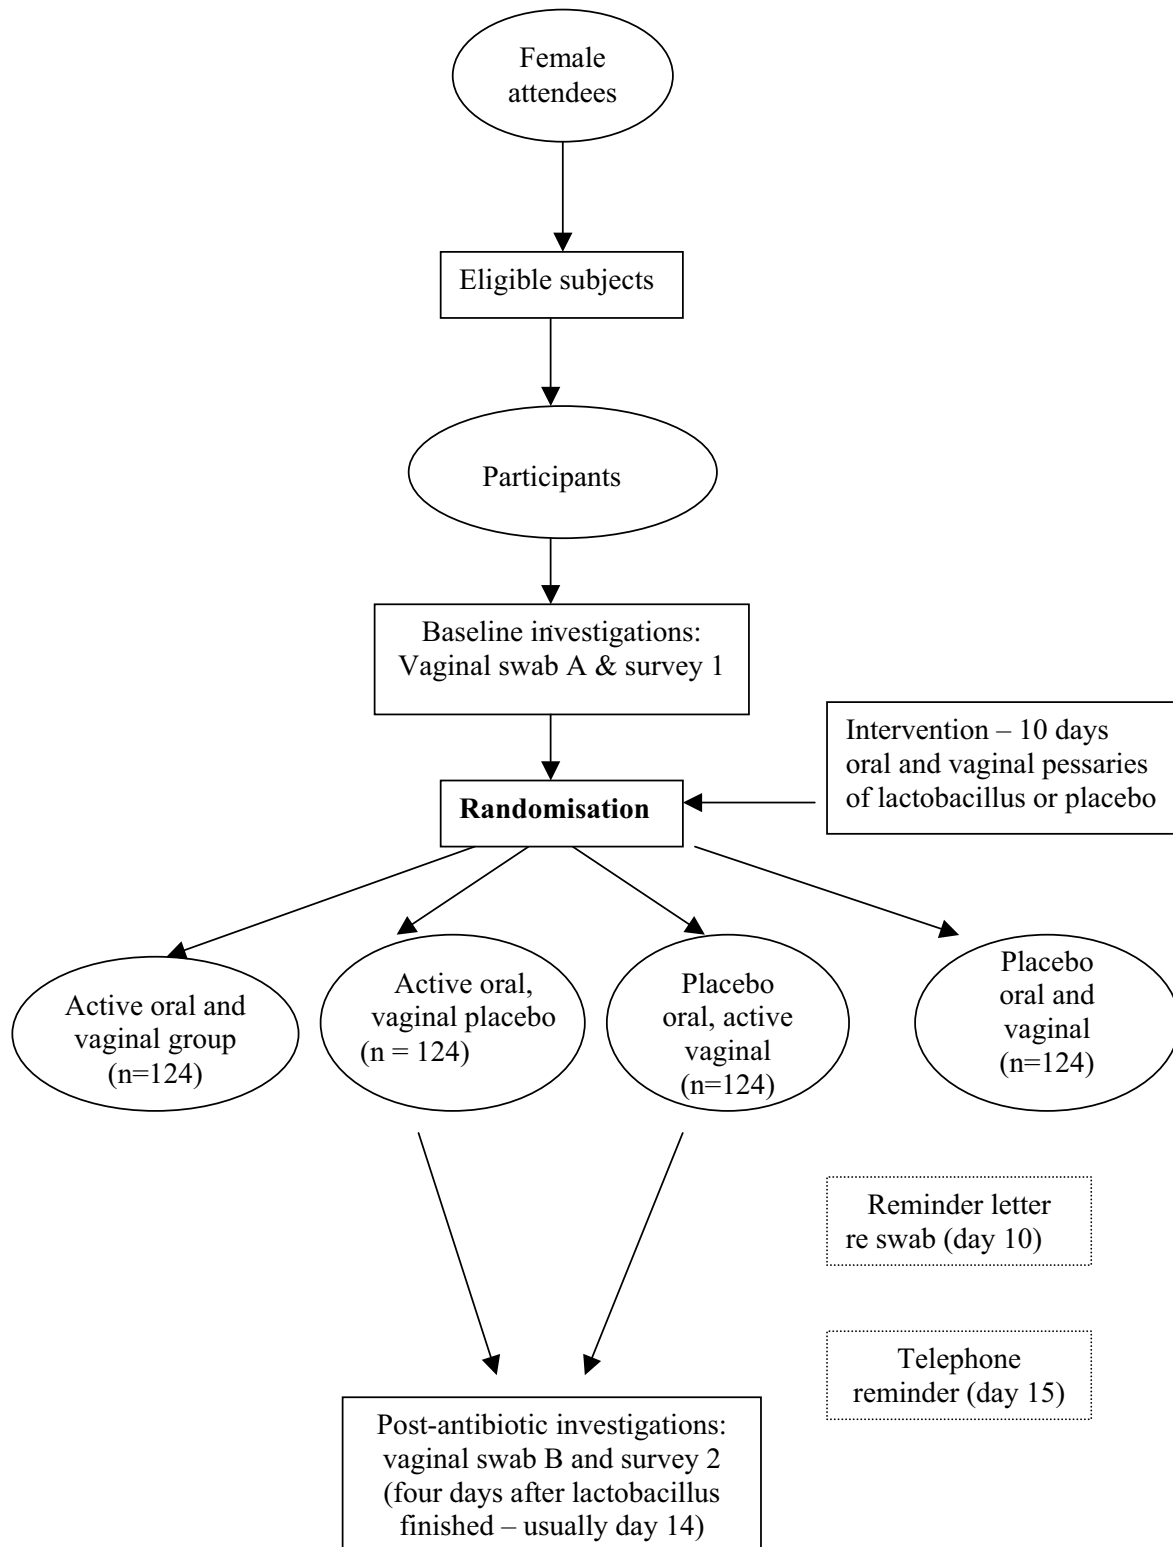 Female
attendees
Eligible subjects
Participants
Baseline investigations:
Vaginal swab A & survey 1
Intervention – 10 days
oral and vaginal pessaries
of lactobacillus or placebo
Randomisation
Active oral and
vaginal group
(n=124)
Active oral,
vaginal placebo
(n = 124)
Placebo
oral, active
vaginal
(n=124)
Placebo
oral and
vaginal
(n=124)
Reminder letter
re swab (day 10)
Telephone
reminder (day 15)
Post-antibiotic investigations:
vaginal swab B and survey 2
(four days after lactobacillus
finished – usually day 14)